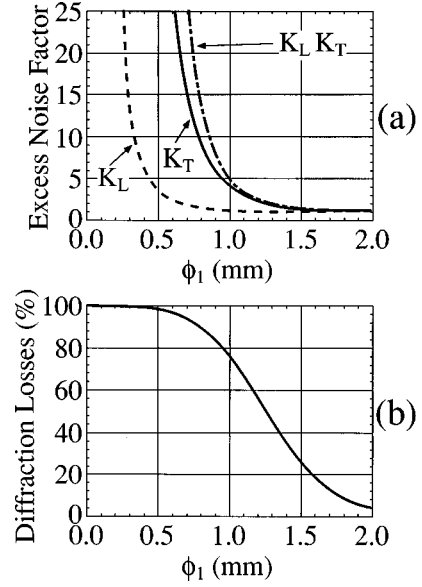 Excess Noise Factor
25
20
15
10
5
0
K_L K_T
K_T
K_L
(a)
0.0 0.5 1.0 1.5 2.0
ϕ₁ (mm)
Diffraction Losses (%)
100
80
60
40
20
0
(b)
0.0 0.5 1.0 1.5 2.0
ϕ₁ (mm)